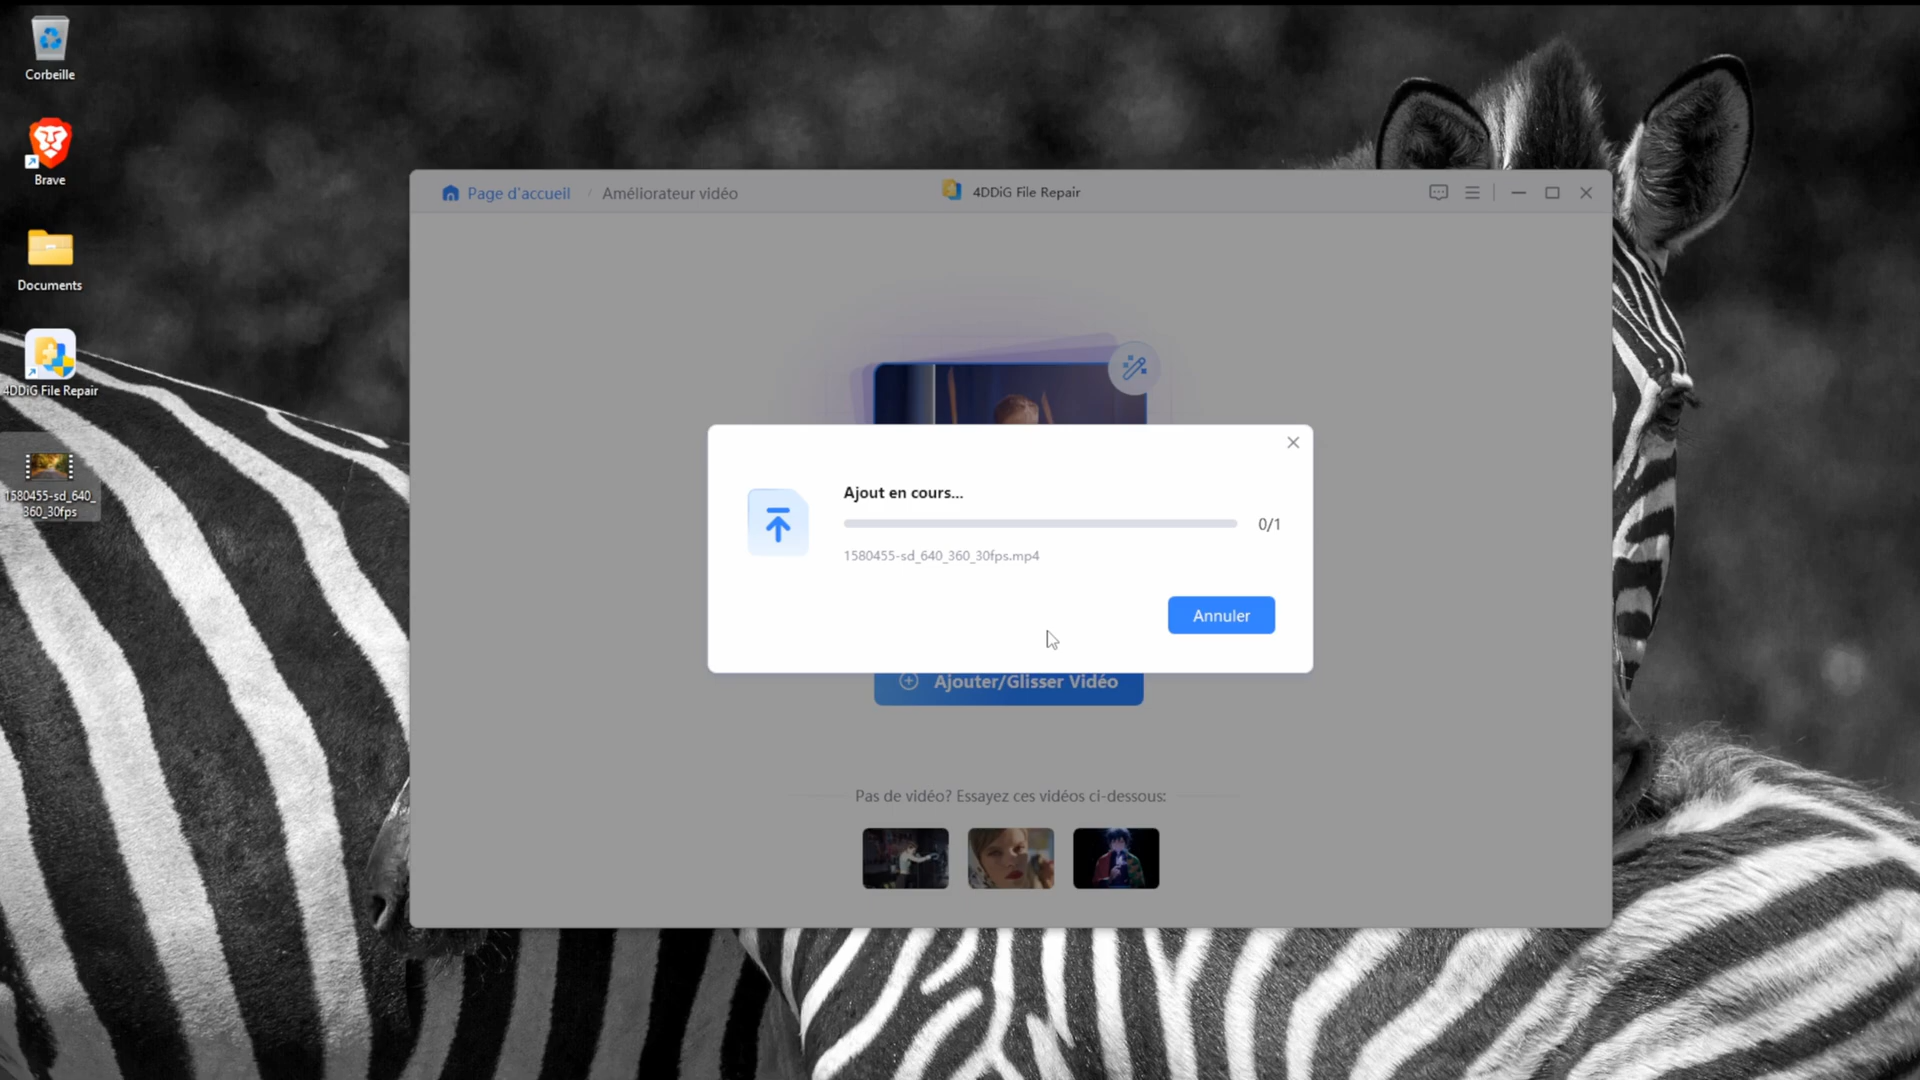 Corbeille
Brave
Documents
4DDiG File Repair
1580455-sd_640_
360_30fps
Page d'accueil / Améliorateur vidéo
4DDiG File Repair
Ajout en cours...
0/1
1580455-sd_640_360_30fps.mp4
Annuler
Ajouter/Glisser Vidéo
Pas de vidéo? Essayez ces vidéos ci-dessous: